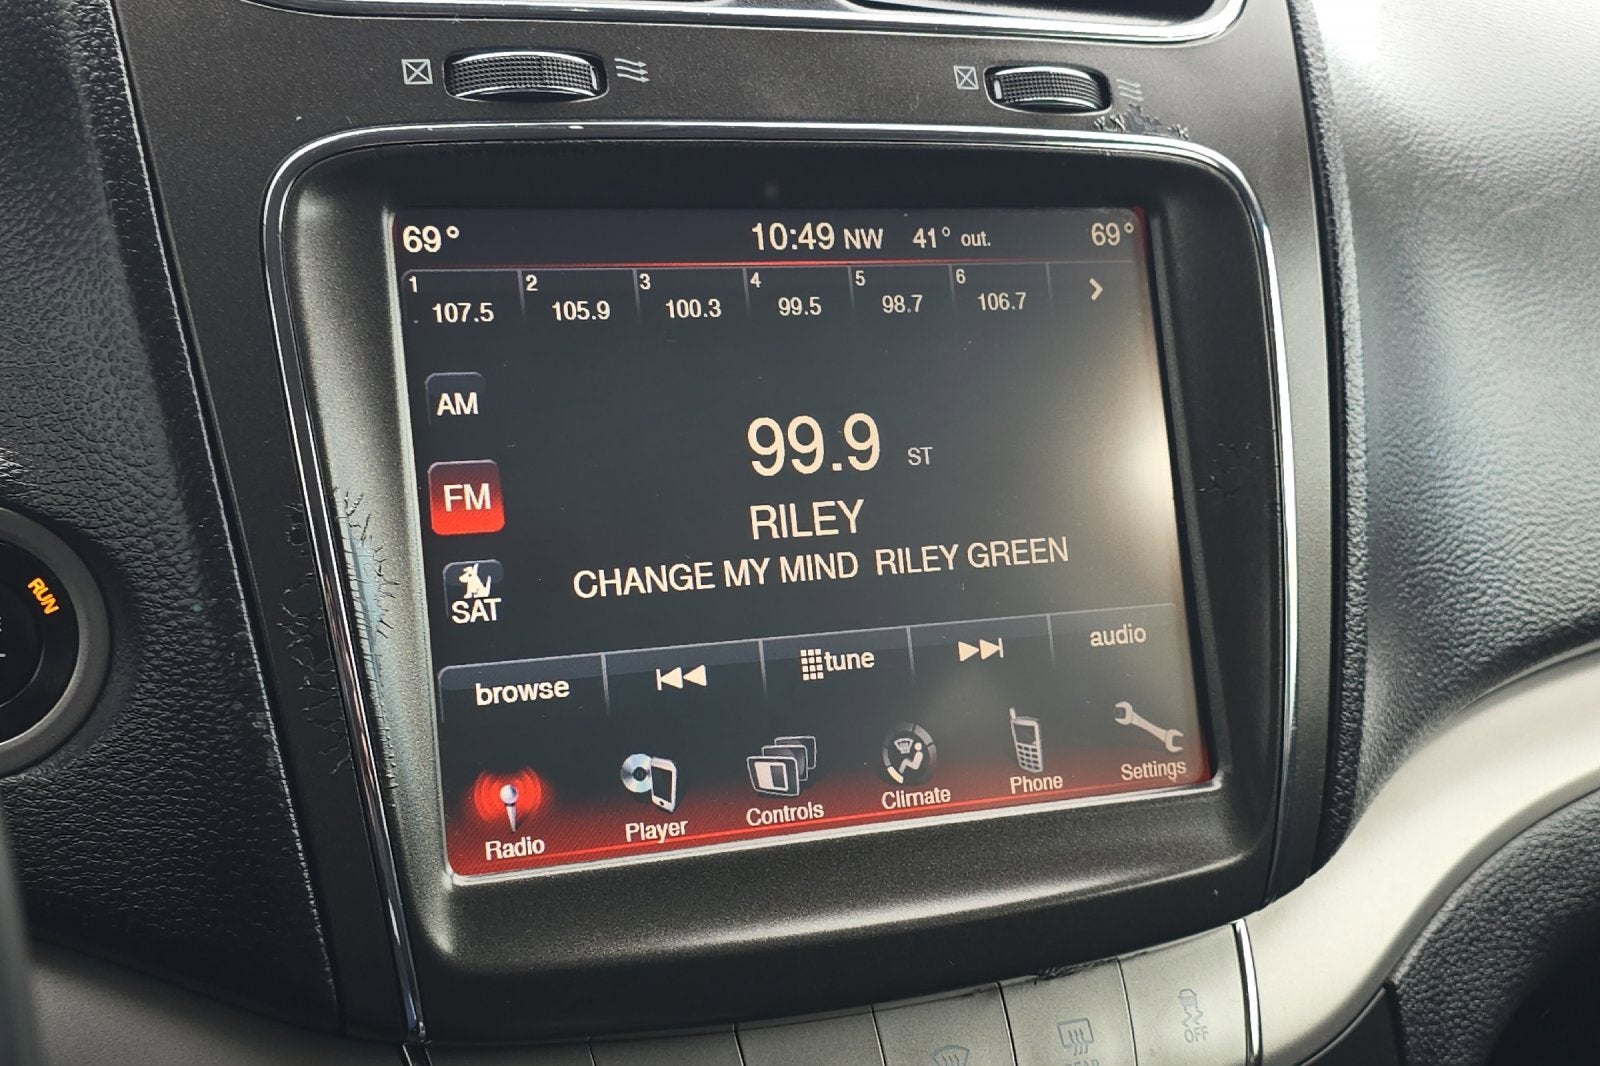 69° 10:49 NW 41° out. 69°
1 2 3 4 5 6
107.5 105.9 100.3 99.5 98.7 106.7
AM
99.9 ST
FM
RILEY
CHANGE MY MIND RILEY GREEN
SAT
RUN
browse tune audio
Radio Player Controls Climate Phone Settings
OFF
REAR